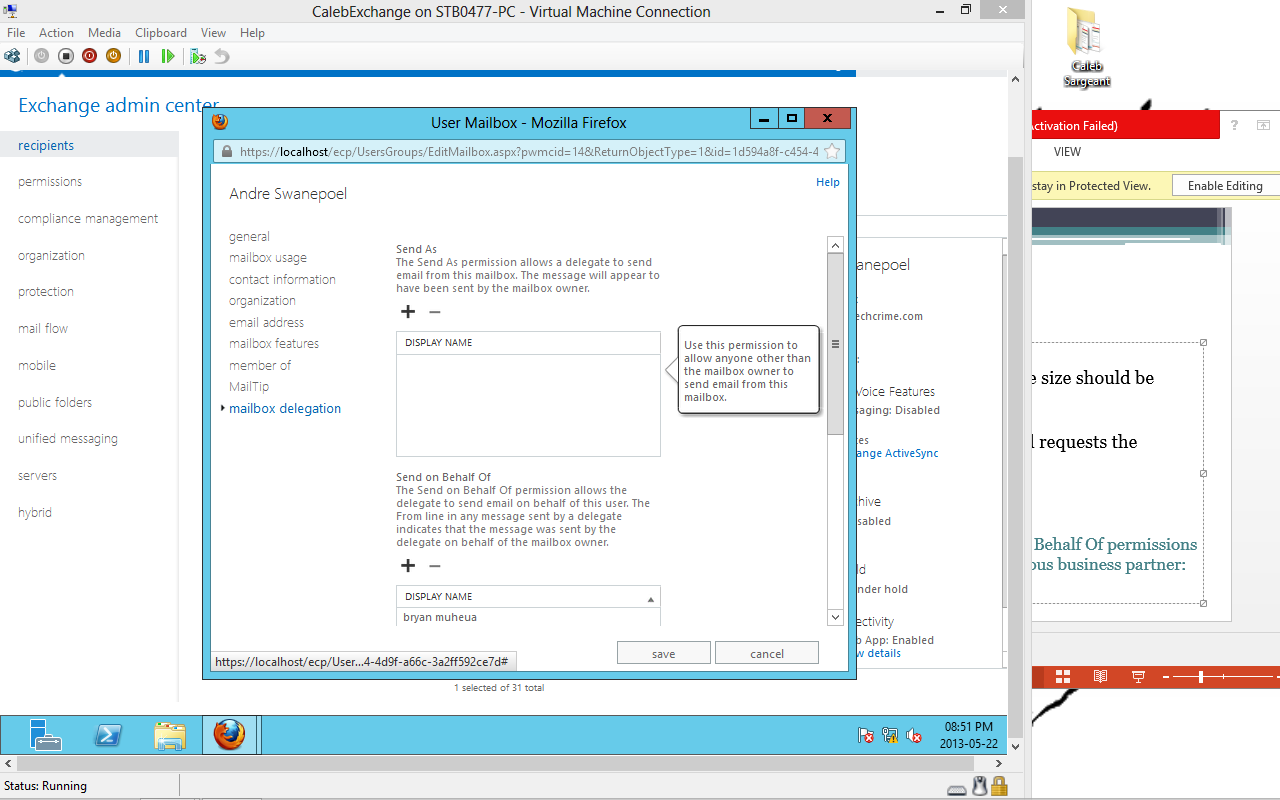 CalebExchange on STB0477-PC - Virtual Machine Connection
File Action Media Clipboard View Help
Exchange admin center
recipients
permissions
compliance management
organization
protection
mail flow
mobile
public folders
unified messaging
servers
hybrid
User Mailbox - Mozilla Firefox
https://localhost/ecp/UsersGroups/EditMailbox.aspx?pwmcid=14&ReturnObjectType=1&id=1d594a8f-c454-4
Help
Andre Swanepoel
general
mailbox usage
contact information
organization
email address
mailbox features
member of
MailTip
mailbox delegation
Send As
The Send As permission allows a delegate to send
email from this mailbox. The message will appear to
have been sent by the mailbox owner.
DISPLAY NAME
Use this permission to
allow anyone other than
the mailbox owner to
send email from this
mailbox.
Send on Behalf Of
The Send on Behalf Of permission allows the
delegate to send email on behalf of this user. The
From line in any message sent by a delegate
indicates that the message was sent by the
delegate on behalf of the mailbox owner.
DISPLAY NAME
bryan muheua
save cancel
https://localhost/ecp/User...4-4d9f-a66c-3a2ff592ce7d#
1 selected of 31 total
anepoel
echcrime.com
Voice Features
aging: Disabled
ange ActiveSync
hive
sabled
ld
nder hold
ectivity
b App: Enabled
w details
08:51 PM
2013-05-22
Status: Running
Caleb
Sargeant
ctivation Failed)
?
VIEW
stay in Protected View.
Enable Editing
e size should be
l requests the
Behalf Of permissions
ous business partner: